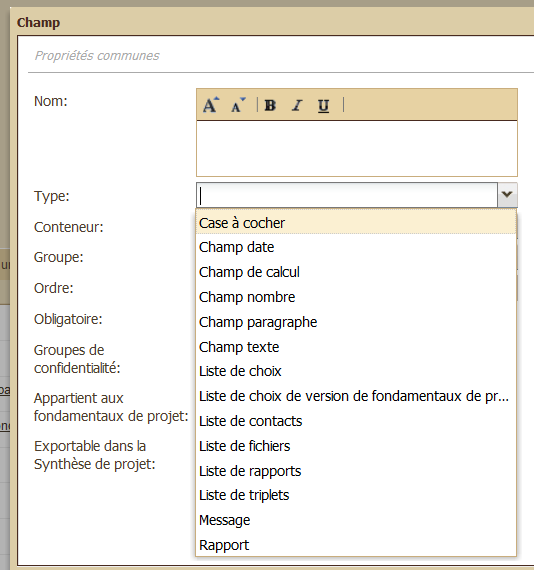 Champ
Propriétés communes
Nom:
A A B I U
Type:
Case à cocher
Conteneur:
Champ date
Groupe:
Champ de calcul
Ordre:
Champ nombre
Obligatoire:
Champ paragraphe
Champ texte
Groupes de
confidentialité:
Liste de choix
Appartient aux
fondamentaux de projet:
Liste de choix de version de fondamentaux de pr...
Liste de contacts
Exportable dans la
Synthèse de projet:
Liste de fichiers
Liste de rapports
Liste de triplets
Message
Rapport